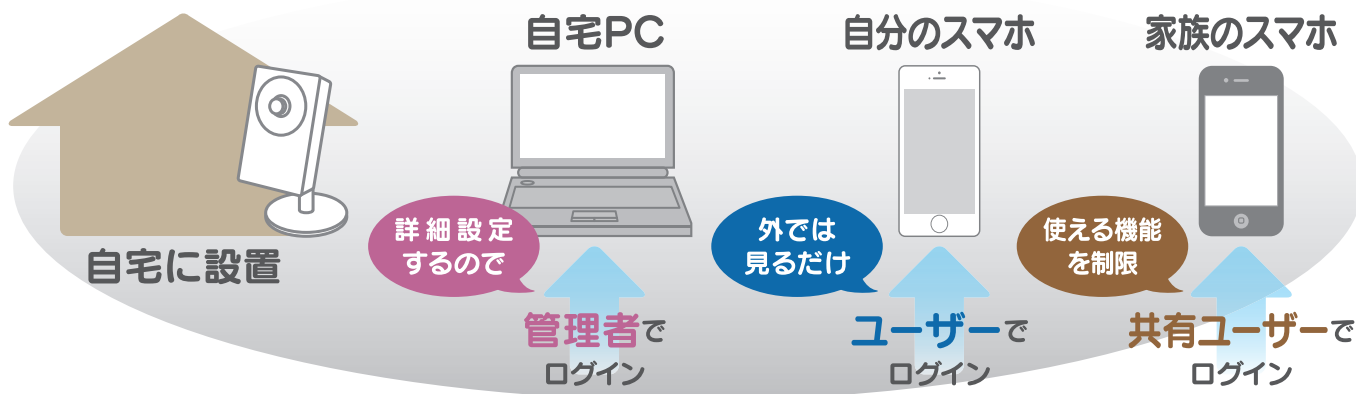 自宅に設置
自宅PC
詳細設定
するので
管理者で
ログイン
自分のスマホ
外では
見るだけ
ユーザーで
ログイン
家族のスマホ
使える機能
を制限
共有ユーザーで
ログイン